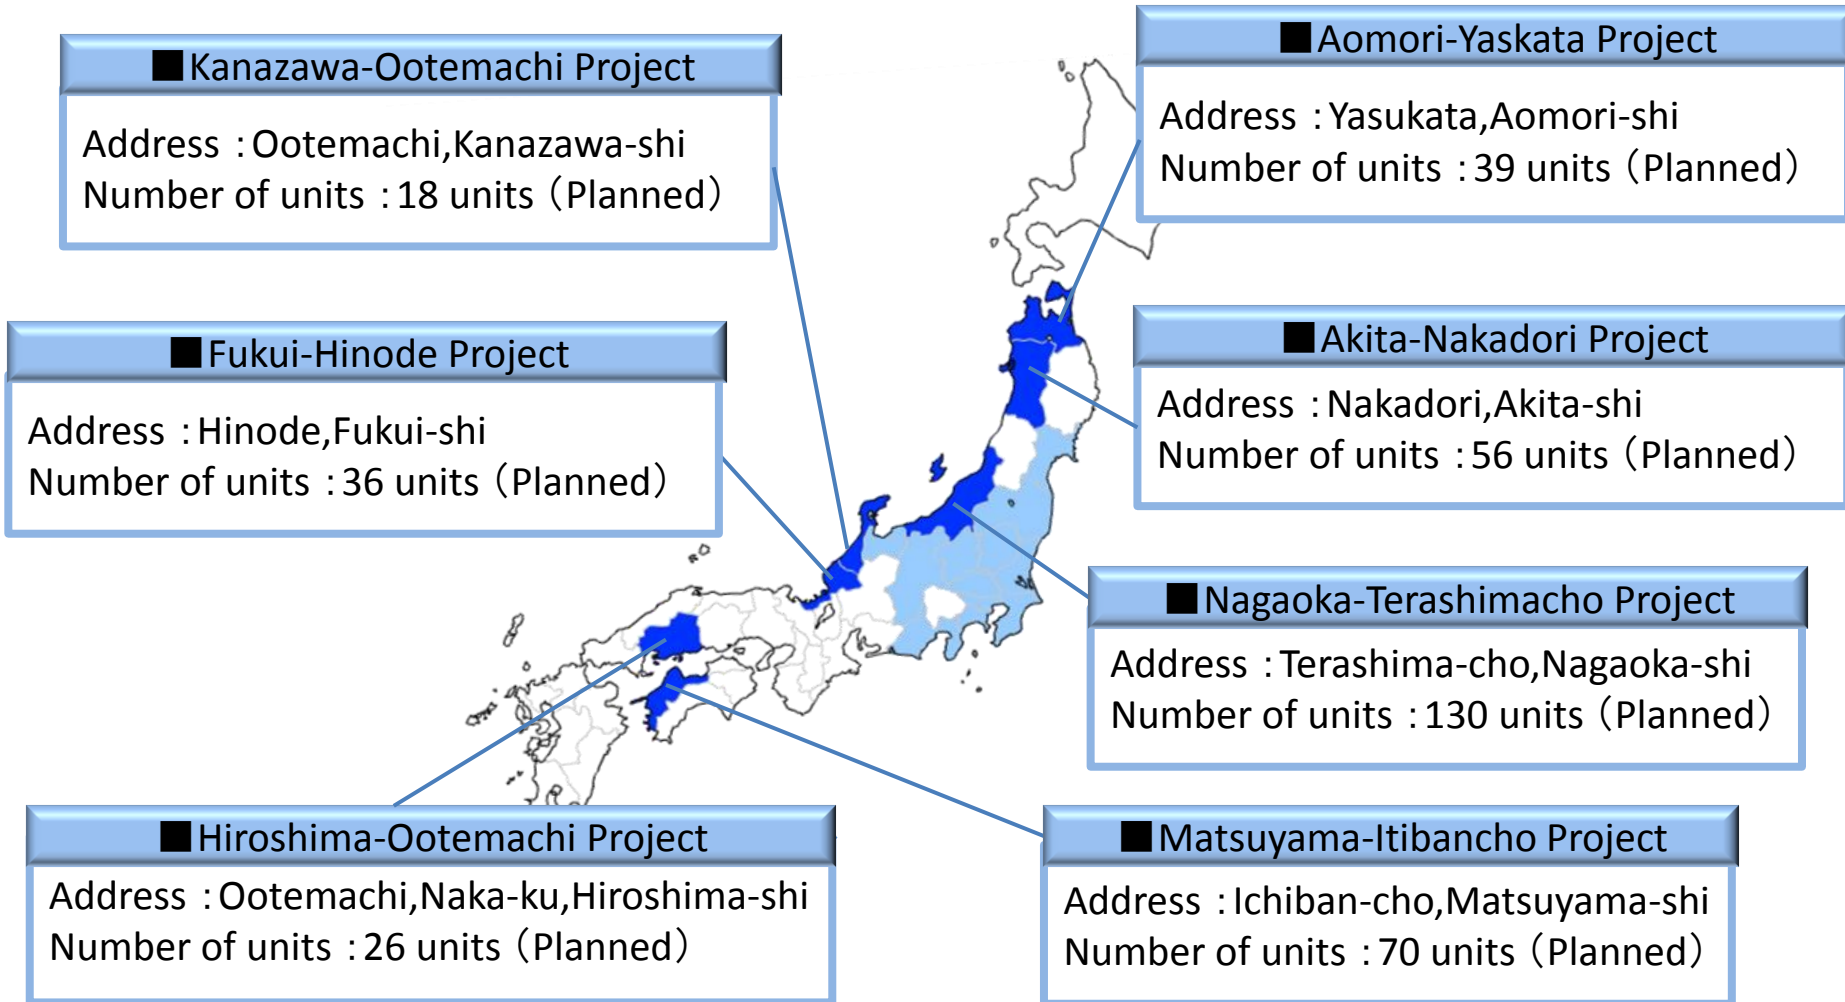 ■Kanazawa-Ootemachi Project
Address：Ootemachi,Kanazawa-shi
Number of units：18 units（Planned）
■Aomori-Yaskata Project
Address：Yasukata,Aomori-shi
Number of units：39 units（Planned）
■Fukui-Hinode Project
Address：Hinode,Fukui-shi
Number of units：36 units（Planned）
■Akita-Nakadori Project
Address：Nakadori,Akita-shi
Number of units：56 units（Planned）
■Nagaoka-Terashimacho Project
Address：Terashima-cho,Nagaoka-shi
Number of units：130 units（Planned）
■Hiroshima-Ootemachi Project
Address：Ootemachi,Naka-ku,Hiroshima-shi
Number of units：26 units（Planned）
■Matsuyama-Itibancho Project
Address：Ichiban-cho,Matsuyama-shi
Number of units：70 units（Planned）